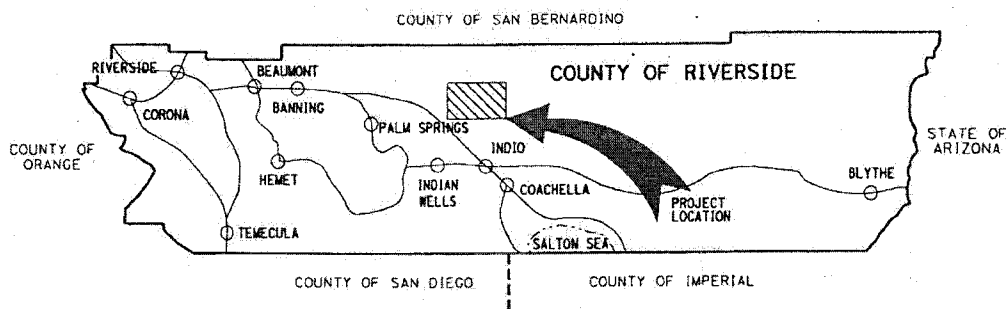 COUNTY OF SAN BERNARDINO
RIVERSIDE
BEAUMONT
COUNTY OF RIVERSIDE
BANNING
CORONA
PALM SPRINGS
STATE OF
ARIZONA
COUNTY OF
ORANGE
HEMET
INDIO
INDIAN
WELLS
COACHELLA
BLYTHE
PROJECT
LOCATION
TEMECULA
SALTON SEA
COUNTY OF SAN DIEGO
COUNTY OF IMPERIAL